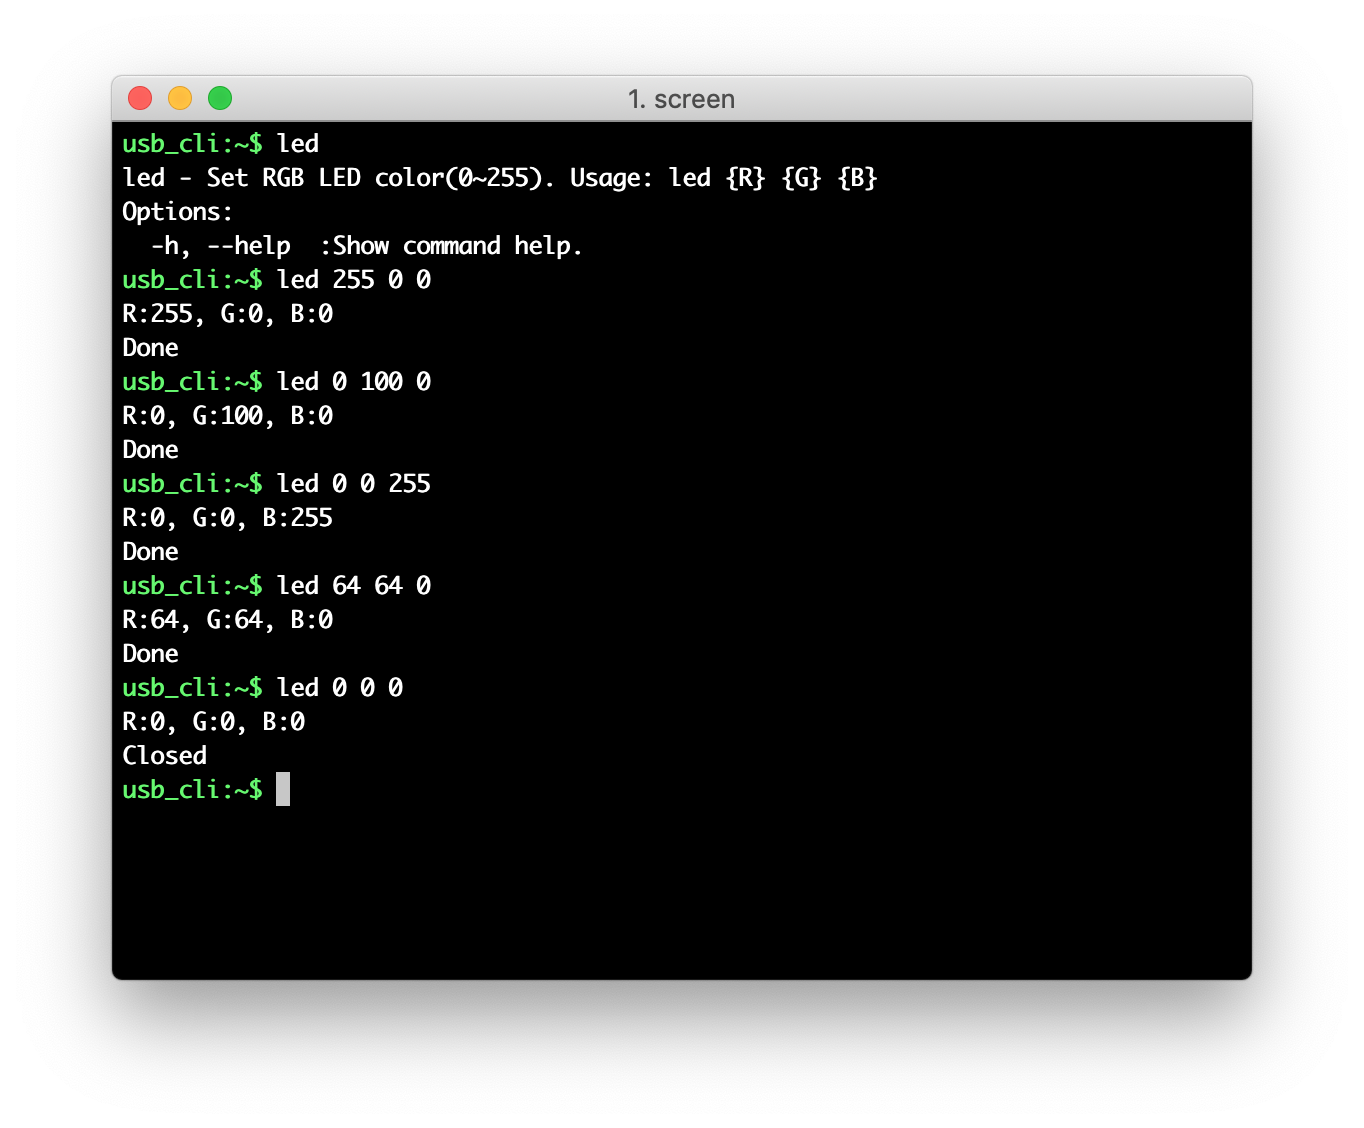 1. screen
usb_cli:~$ led
led - Set RGB LED color(0~255). Usage: led {R} {G} {B}
Options:
  -h, --help  :Show command help.
usb_cli:~$ led 255 0 0
R:255, G:0, B:0
Done
usb_cli:~$ led 0 100 0
R:0, G:100, B:0
Done
usb_cli:~$ led 0 0 255
R:0, G:0, B:255
Done
usb_cli:~$ led 64 64 0
R:64, G:64, B:0
Done
usb_cli:~$ led 0 0 0
R:0, G:0, B:0
Closed
usb_cli:~$